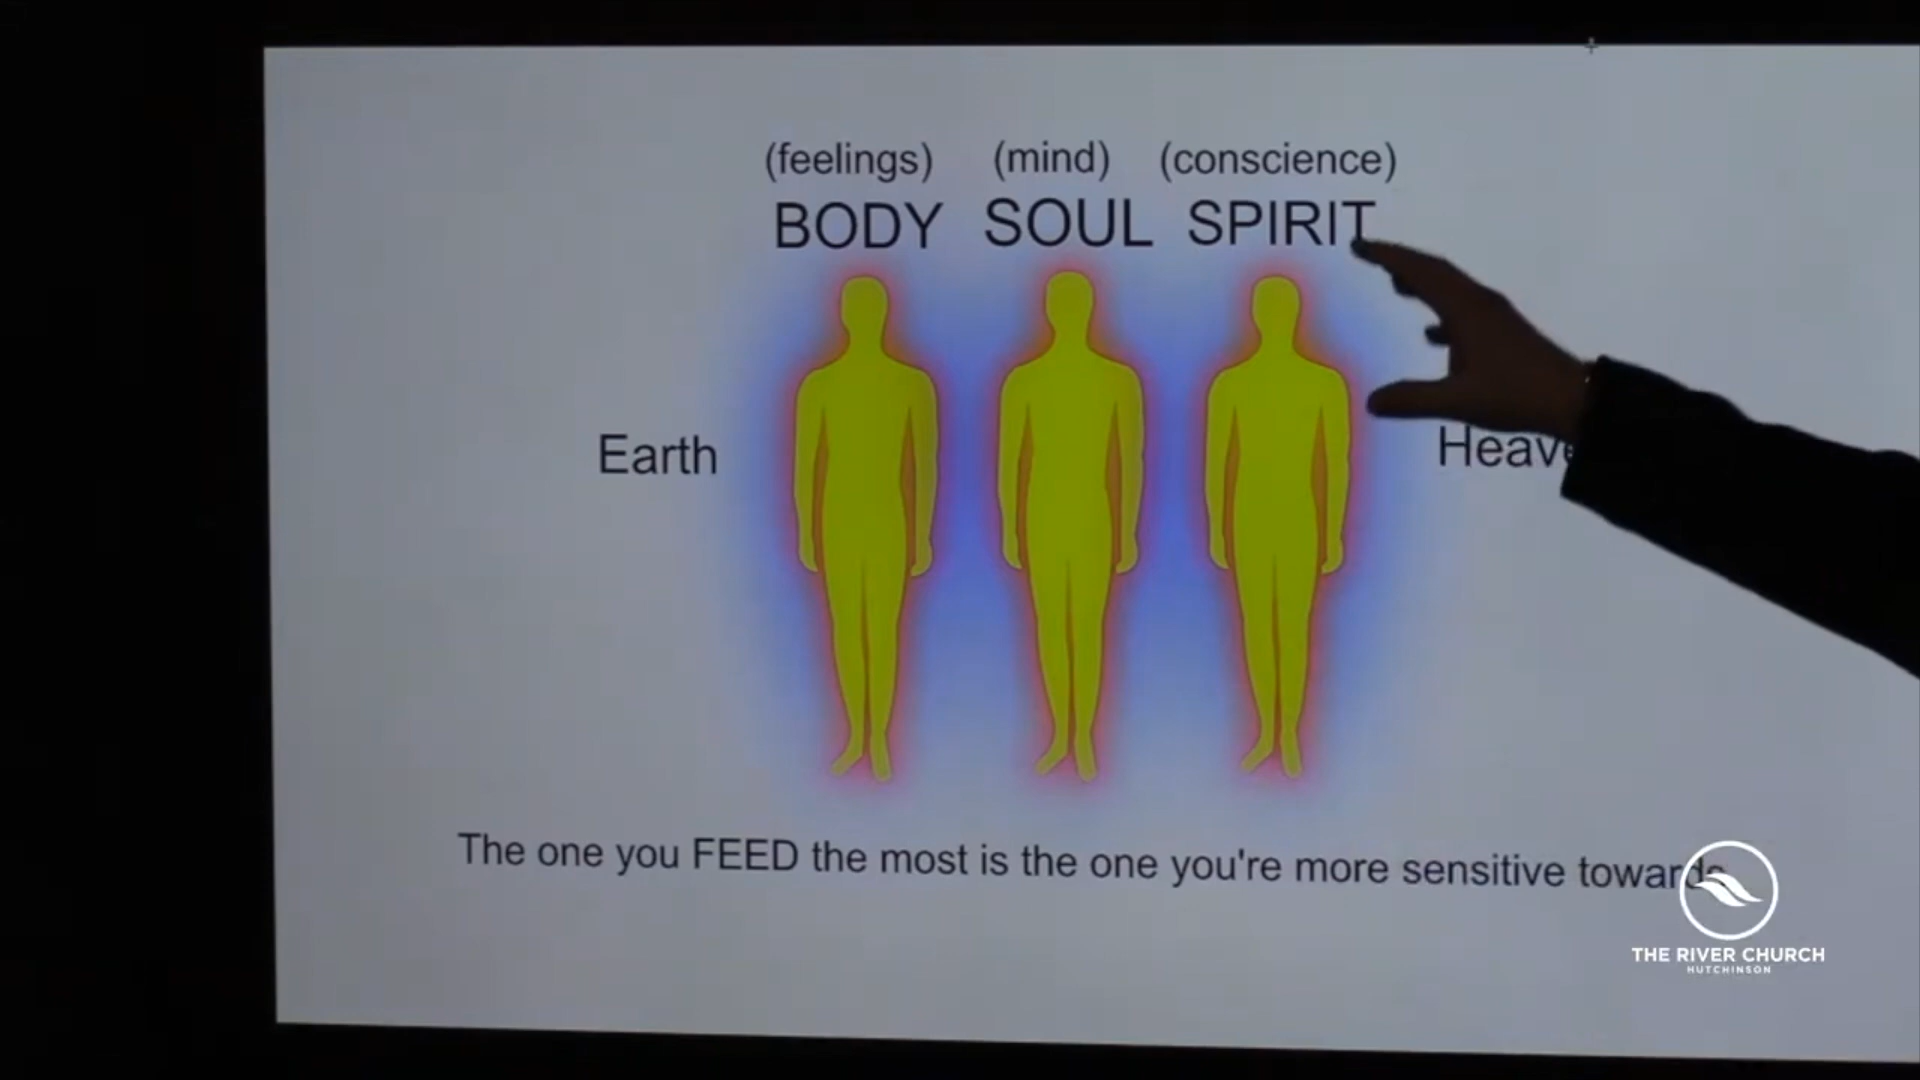 (feelings) (mind) (conscience)
BODY SOUL SPIRIT
Earth
The one you FEED the most is the one you're more sensitive towards
THE RIVER CHURCH
HUTCHINSON